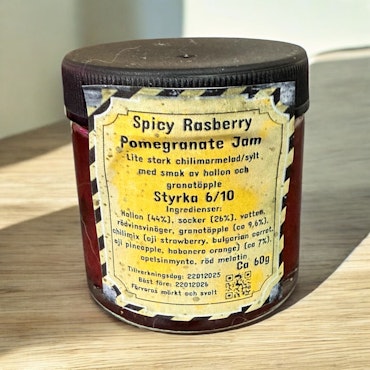 Spicy Rasberry
Pomegranate Jam
Lite stark chilimarmelad/sylt
med smak av hallon och
granatäpple
Styrka 6/10
Ingredienser:
Hallon (44%), socker (26%), vatten,
rödvinsvinäger, granatäpple (ca 9,6%),
chilimix (aji strawberry, bulgarian carrot,
aji pineapple, habanero orange) (ca 7%),
apelsinmynta, röd melatin
Ca 60g
Tillverkningsdag: 22012025
Bäst före: 22012026
Förvaras mörkt och svalt